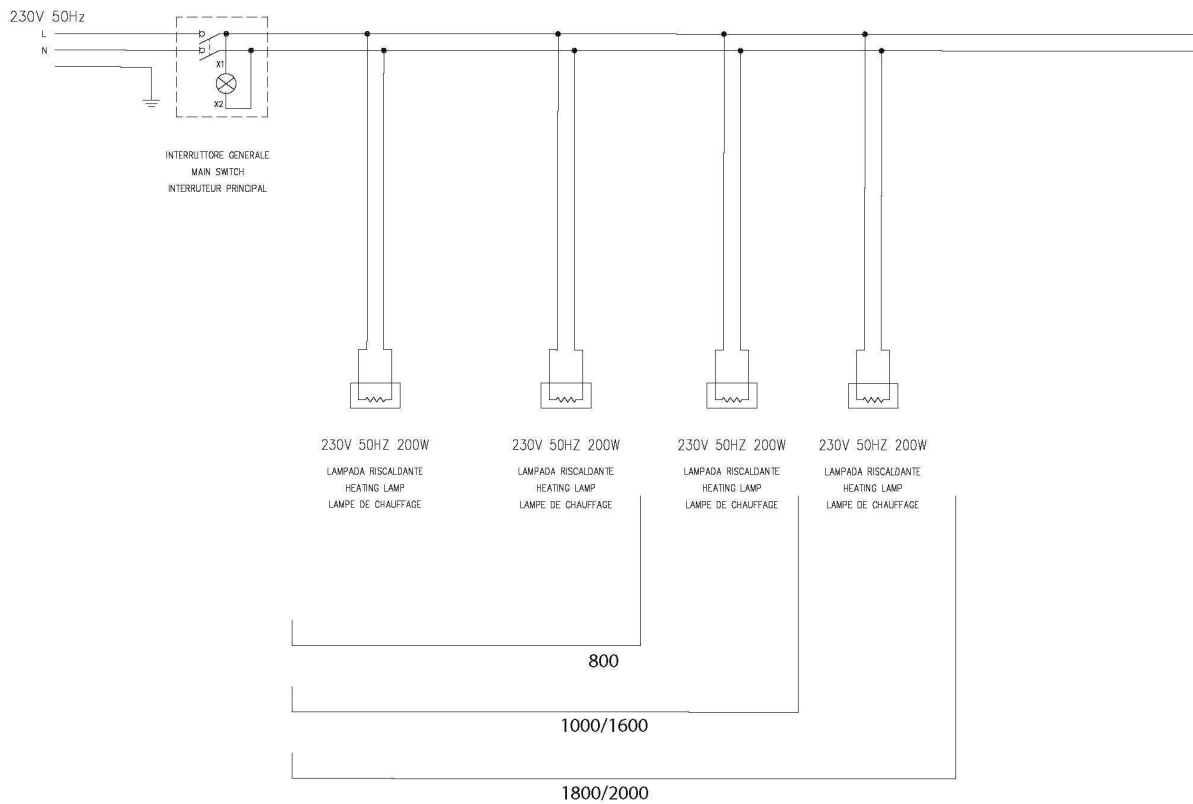 230V 50Hz
L
N
X1
X2
INTERRUTTORE GENERALE
MAIN SWITCH
INTERRUTEUR PRINCIPAL
230V 50HZ 200W
LAMPADA RISCALDANTE
HEATING LAMP
LAMPE DE CHAUFFAGE
230V 50HZ 200W
LAMPADA RISCALDANTE
HEATING LAMP
LAMPE DE CHAUFFAGE
230V 50HZ 200W
LAMPADA RISCALDANTE
HEATING LAMP
LAMPE DE CHAUFFAGE
230V 50HZ 200W
LAMPADA RISCALDANTE
HEATING LAMP
LAMPE DE CHAUFFAGE
800
1000/1600
1800/2000